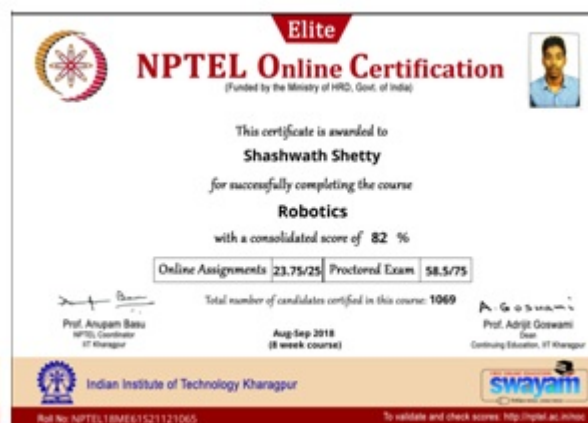 Elite
NPTEL Online Certification
(Funded by the Ministry of HRD, Govt. of India)
This certificate is awarded to
Shashwath Shetty
for successfully completing the course
Robotics
with a consolidated score of 82 %
Online Assignments 23.75/25 Proctored Exam 58.5/75
Total number of candidates certified in this course: 1069
A. Goswami
Prof. Anupam Basu
NPTEL Coordinator
IIT Kharagpur
Aug-Sep 2018
(8 week course)
Prof. Adrijit Goswami
Dean
Continuing Education, IIT Kharagpur
Indian Institute of Technology Kharagpur
swayam
Roll No: NPTEL18ME61S21121065
To validate and check scores: http://nptel.ac.in/noc